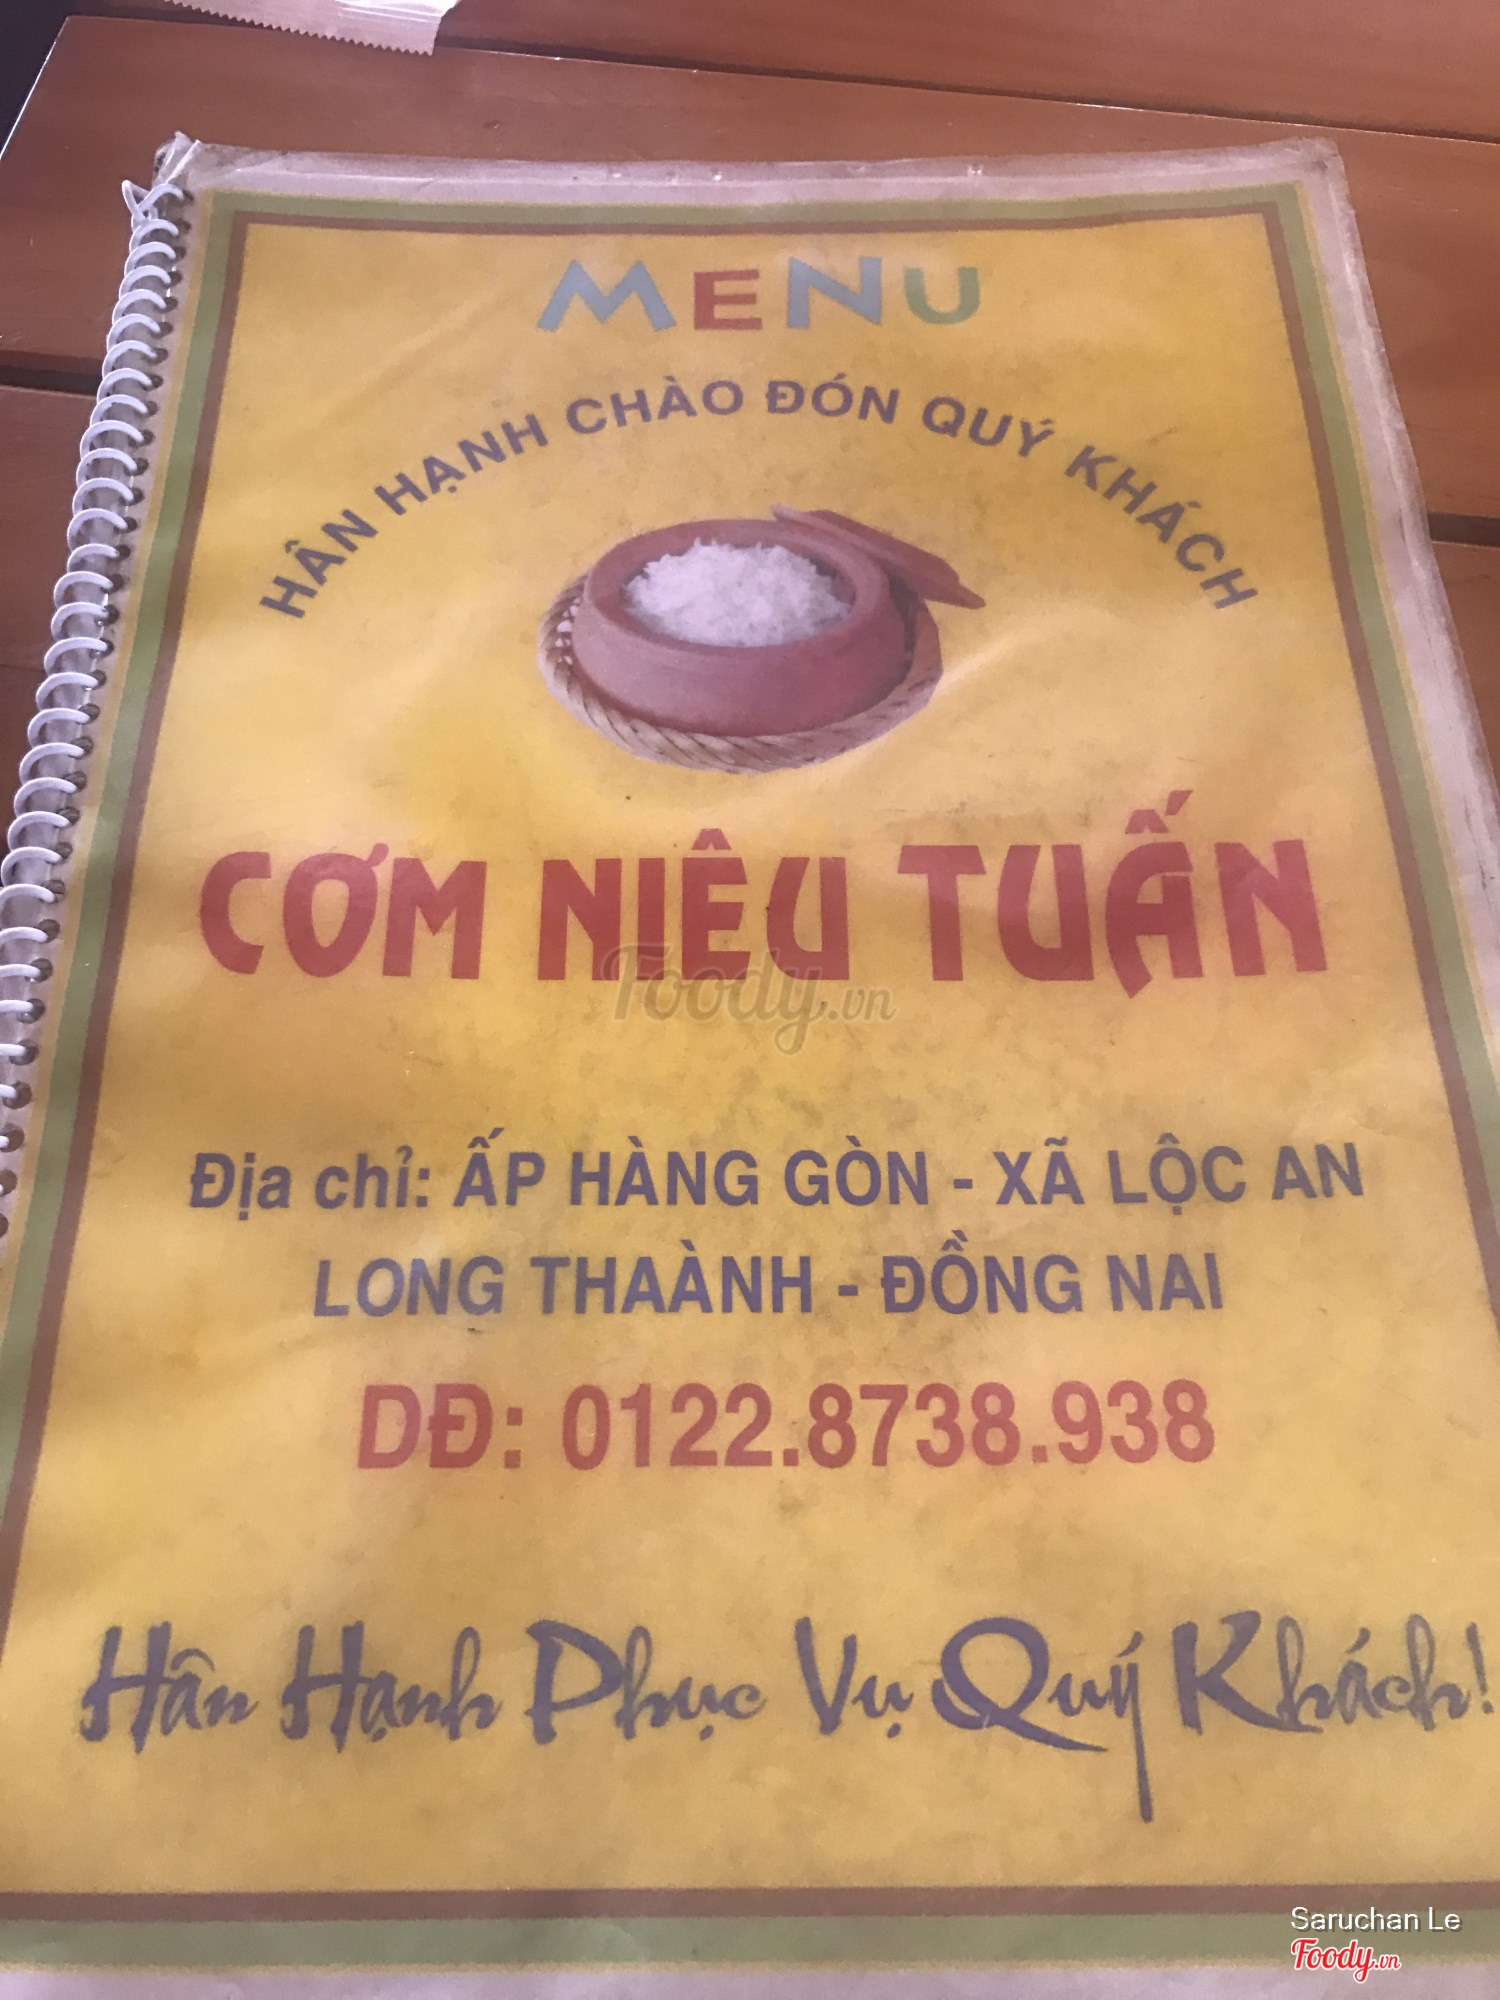 MENU
HÂN HẠNH CHÀO ĐÓN QUÝ KHÁCH
CƠM NIÊU TUẤN
Foody.vn
Địa chỉ: ẤP HÀNG GÒN - XÃ LỘC AN
LONG THAÀNH - ĐỒNG NAI
DĐ: 0122.8738.938
Hân Hạnh Phục Vụ Quý Khách!
Saruchan Le
Foody.vn